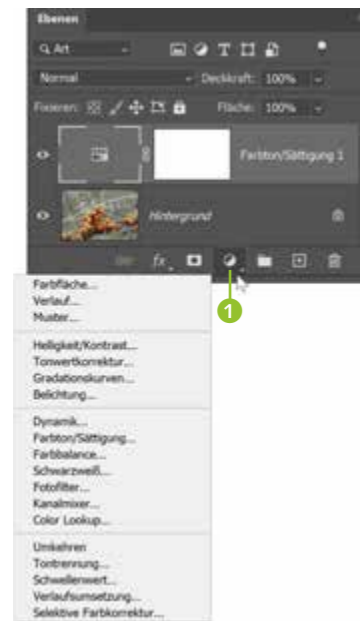 Ebenen
Art
Normal Deckkraft: 100%
Fixieren: Fläche: 100%
Farbton/Sättigung 1
Hintergrund
fx
1
Farbfläche...
Verlauf...
Muster...
Helligkeit/Kontrast...
Tonwertkorrektur...
Gradationskurven...
Belichtung...
Dynamik...
Farbton/Sättigung...
Farbbalance...
Schwarzweiß...
Fotofilter...
Kanalmixer...
Color Lookup...
Umkehren
Tontrennung...
Schwellenwert...
Verlaufsumsetzung...
Selektive Farbkorrektur...